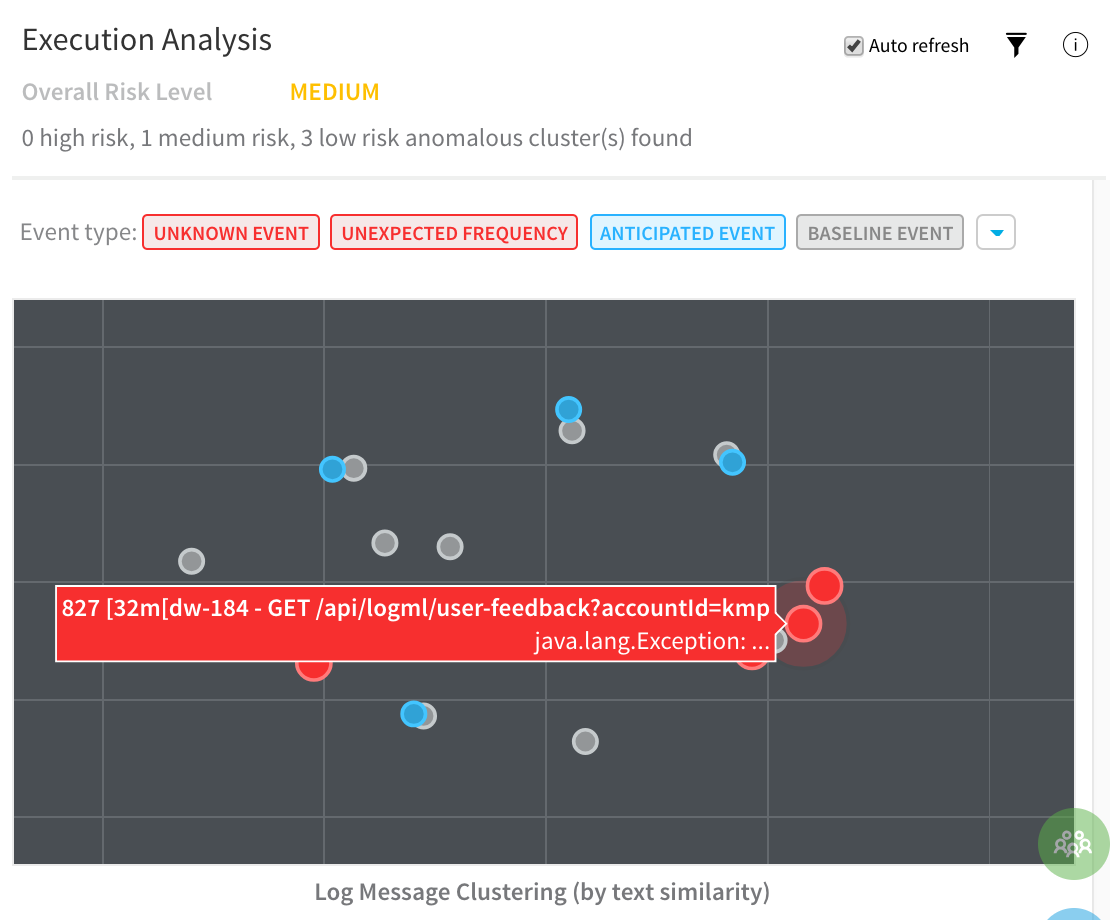 Execution Analysis
Auto refresh
Overall Risk Level MEDIUM
0 high risk, 1 medium risk, 3 low risk anomalous cluster(s) found
Event type: UNKNOWN EVENT UNEXPECTED FREQUENCY ANTICIPATED EVENT BASELINE EVENT
827 [32m[dw-184 - GET /api/logml/user-feedback?accountId=kmp
java.lang.Exception: ...
Log Message Clustering (by text similarity)